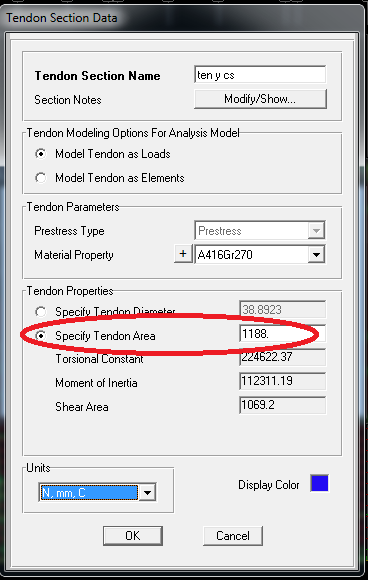 Tendon Section Data
Tendon Section Name ten y cs
Section Notes Modify/Show...
Tendon Modeling Options For Analysis Model
Model Tendon as Loads
Model Tendon as Elements
Tendon Parameters
Prestress Type Prestress
Material Property + A416Gr270
Tendon Properties
Specify Tendon Diameter 38.8923
Specify Tendon Area 1188.
Torsional Constant 224622.37
Moment of Inertia 112311.19
Shear Area 1069.2
Units
N, mm, C
Display Color
OK Cancel